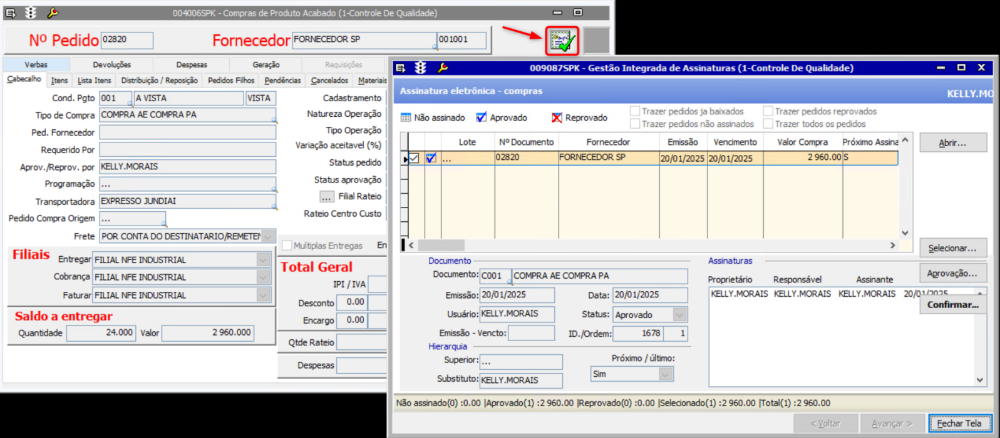 004006SPK - Compras de Produto Acabado (1-Controle De Qualidade)
Nº Pedido 02820 Fornecedor FORNECEDOR SP 001001
Verbas Devoluções Despesas Geração Requisições
Cabecalho Itens Lista Itens Distribuição / Reposição Pedidos Filhos Pendências Cancelados Materiais
Cond. Pgto 001 A VISTA VISTA
Tipo de Compra COMPRA AE COMPRA PA
Ped. Fornecedor
Requerido Por
Aprov./Reprov. por KELLY.MORAIS
Programação ...
Transportadora EXPRESSO JUNDIAI
Pedido Compra Origem ...
Frete POR CONTA DO DESTINATARIO/REMETEN
Cadastramento
Natureza Operação
Tipo Operação
Variação aceitavel (%)
Status pedido
Status aprovação
... Filial Rateio
Rateio Centro Custo
Multiplas Entregas En
Filiais
Entregar FILIAL NFE INDUSTRIAL
Cobrança FILIAL NFE INDUSTRIAL
Faturar FILIAL NFE INDUSTRIAL
Saldo a entregar
Quantidade 24.000 Valor 2 960.000
Total Geral
IPI / IVA
Desconto 0.00
Encargo 0.00
Qtde Rateio
Despesas
009087SPK - Gestão Integrada de Assinaturas (1-Controle De Qualidade)
Assinatura eletrônica - compras KELLY.MO
Não assinado Aprovado Reprovado
Trazer pedidos ja baixados Trazer pedidos reprovados
Trazer pedidos não assinados Trazer todos os pedidos
Lote Nº Documento Fornecedor Emissão Vencimento Valor Compra Próximo Assina
... 02820 FORNECEDOR SP 20/01/2025 20/01/2025 2 960.00 S
Abrir...
Selecionar...
Aprovação...
Confirmar...
Documento
Documento: C001 COMPRA AE COMPRA PA
Emissão: 20/01/2025 Data: 20/01/2025
Usuário: KELLY.MORAIS Status: Aprovado
Emissão - Vencto: ID./Ordem: 1678 1
Hierarquia
Superior: ... Próximo / último:
Substituto: KELLY.MORAIS Sim
Assinaturas
Proprietário Responsável Assinante
KELLY.MORAIS KELLY.MORAIS KELLY.MORAIS 20/01/2025
Não assinado(0) :0.00 |Aprovado(1) :2 960.00 |Reprovado(0) :0.00 |Selecionado(1) :2 960.00 |Total(1) :2 960.00
< Voltar Avançar > Fechar Tela